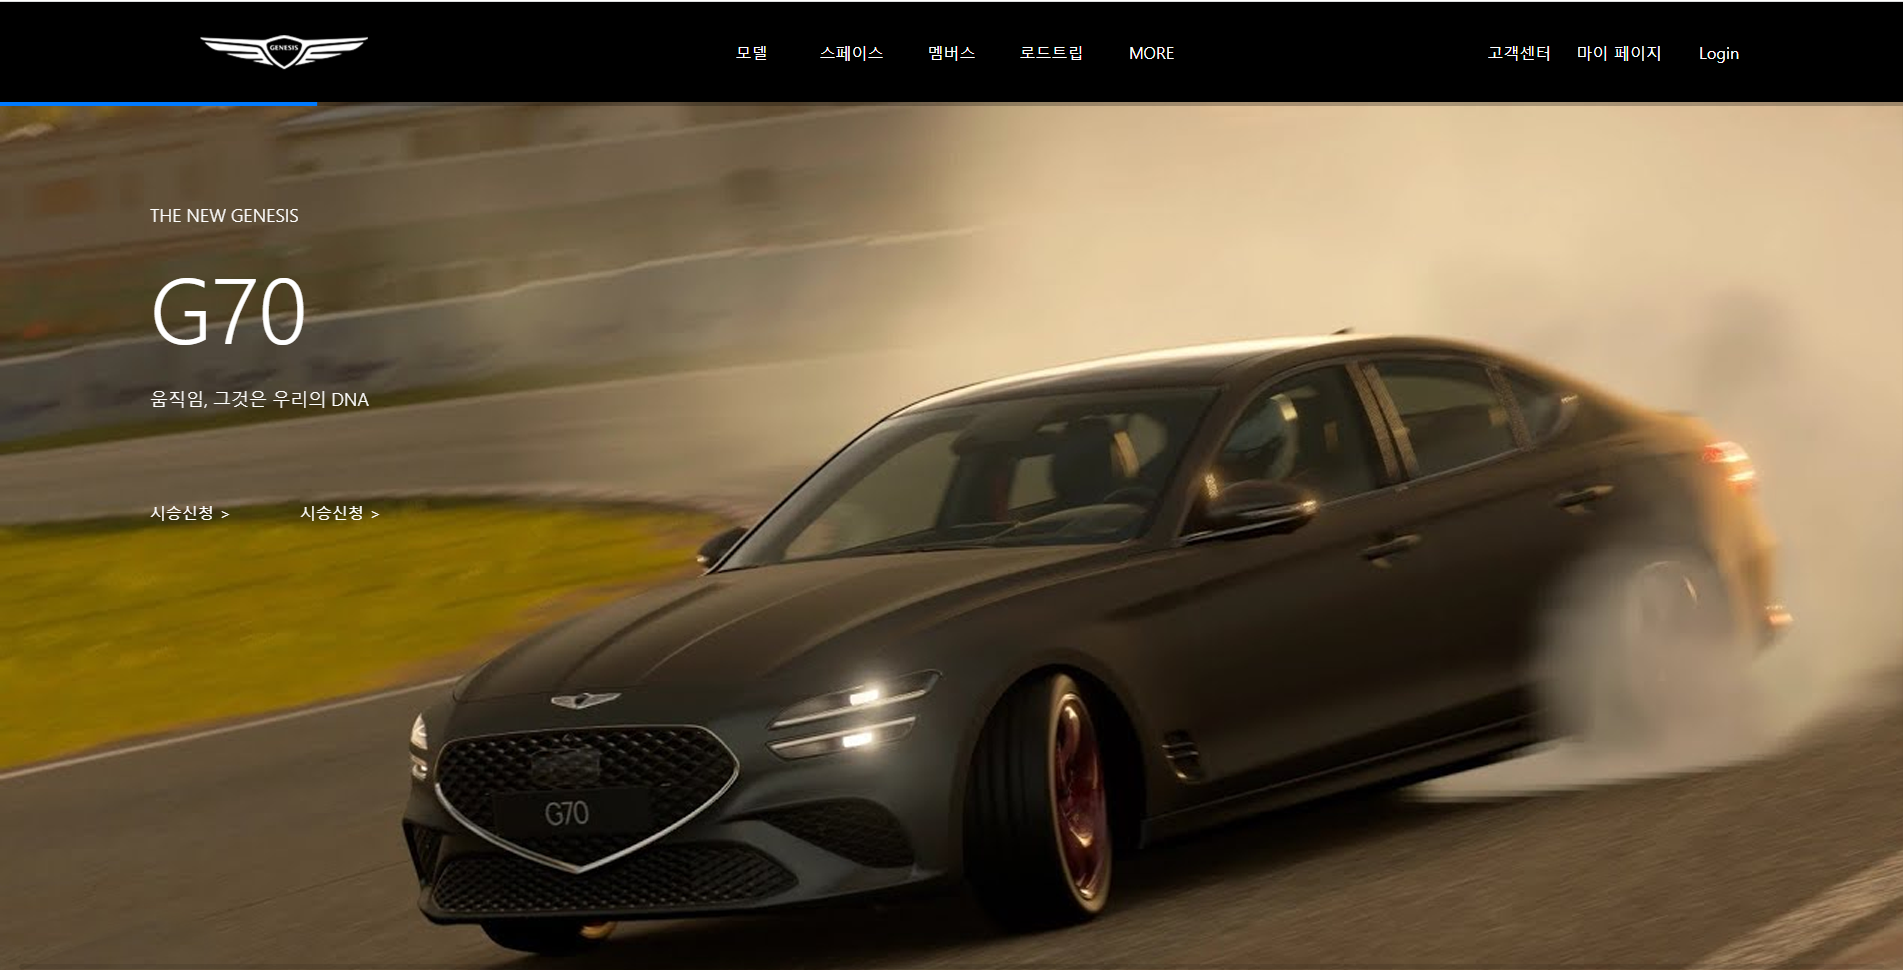 GENESIS
모델 스페이스 멤버스 로드트립 MORE 고객센터 마이 페이지 Login
THE NEW GENESIS
G70
움직임, 그것은 우리의 DNA
시승신청 > 시승신청 >
G70